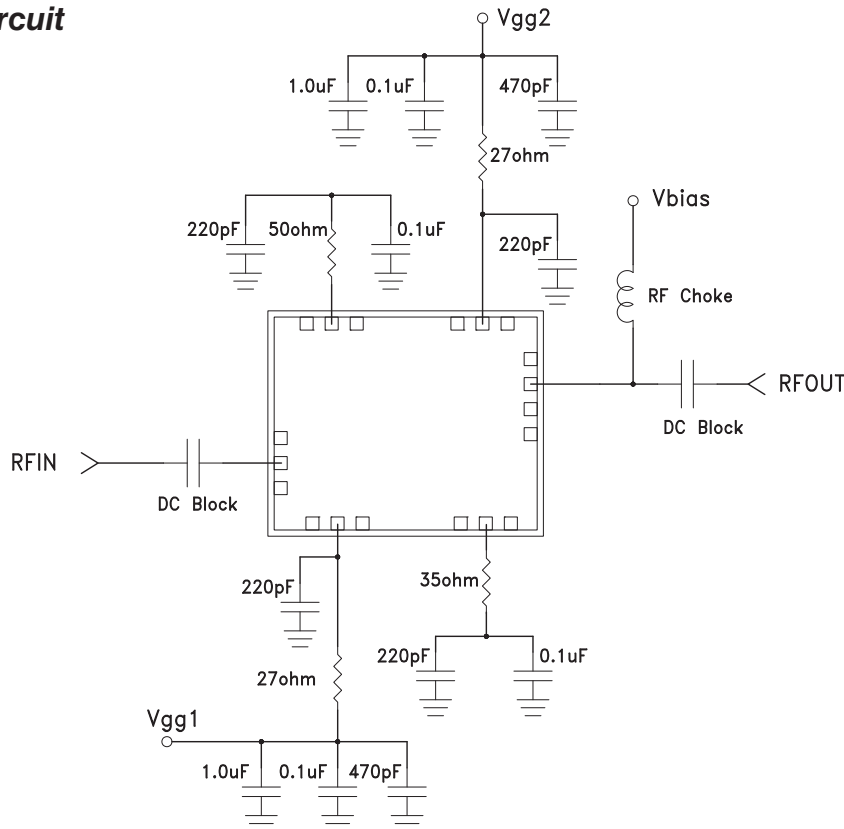 rcuit
Vgg2
1.0uF 0.1uF 470pF
27ohm
Vbias
220pF 50ohm 0.1uF
220pF
RF Choke
RFOUT
DC Block
RFIN
DC Block
220pF
35ohm
220pF 0.1uF
27ohm
Vgg1
1.0uF 0.1uF 470pF